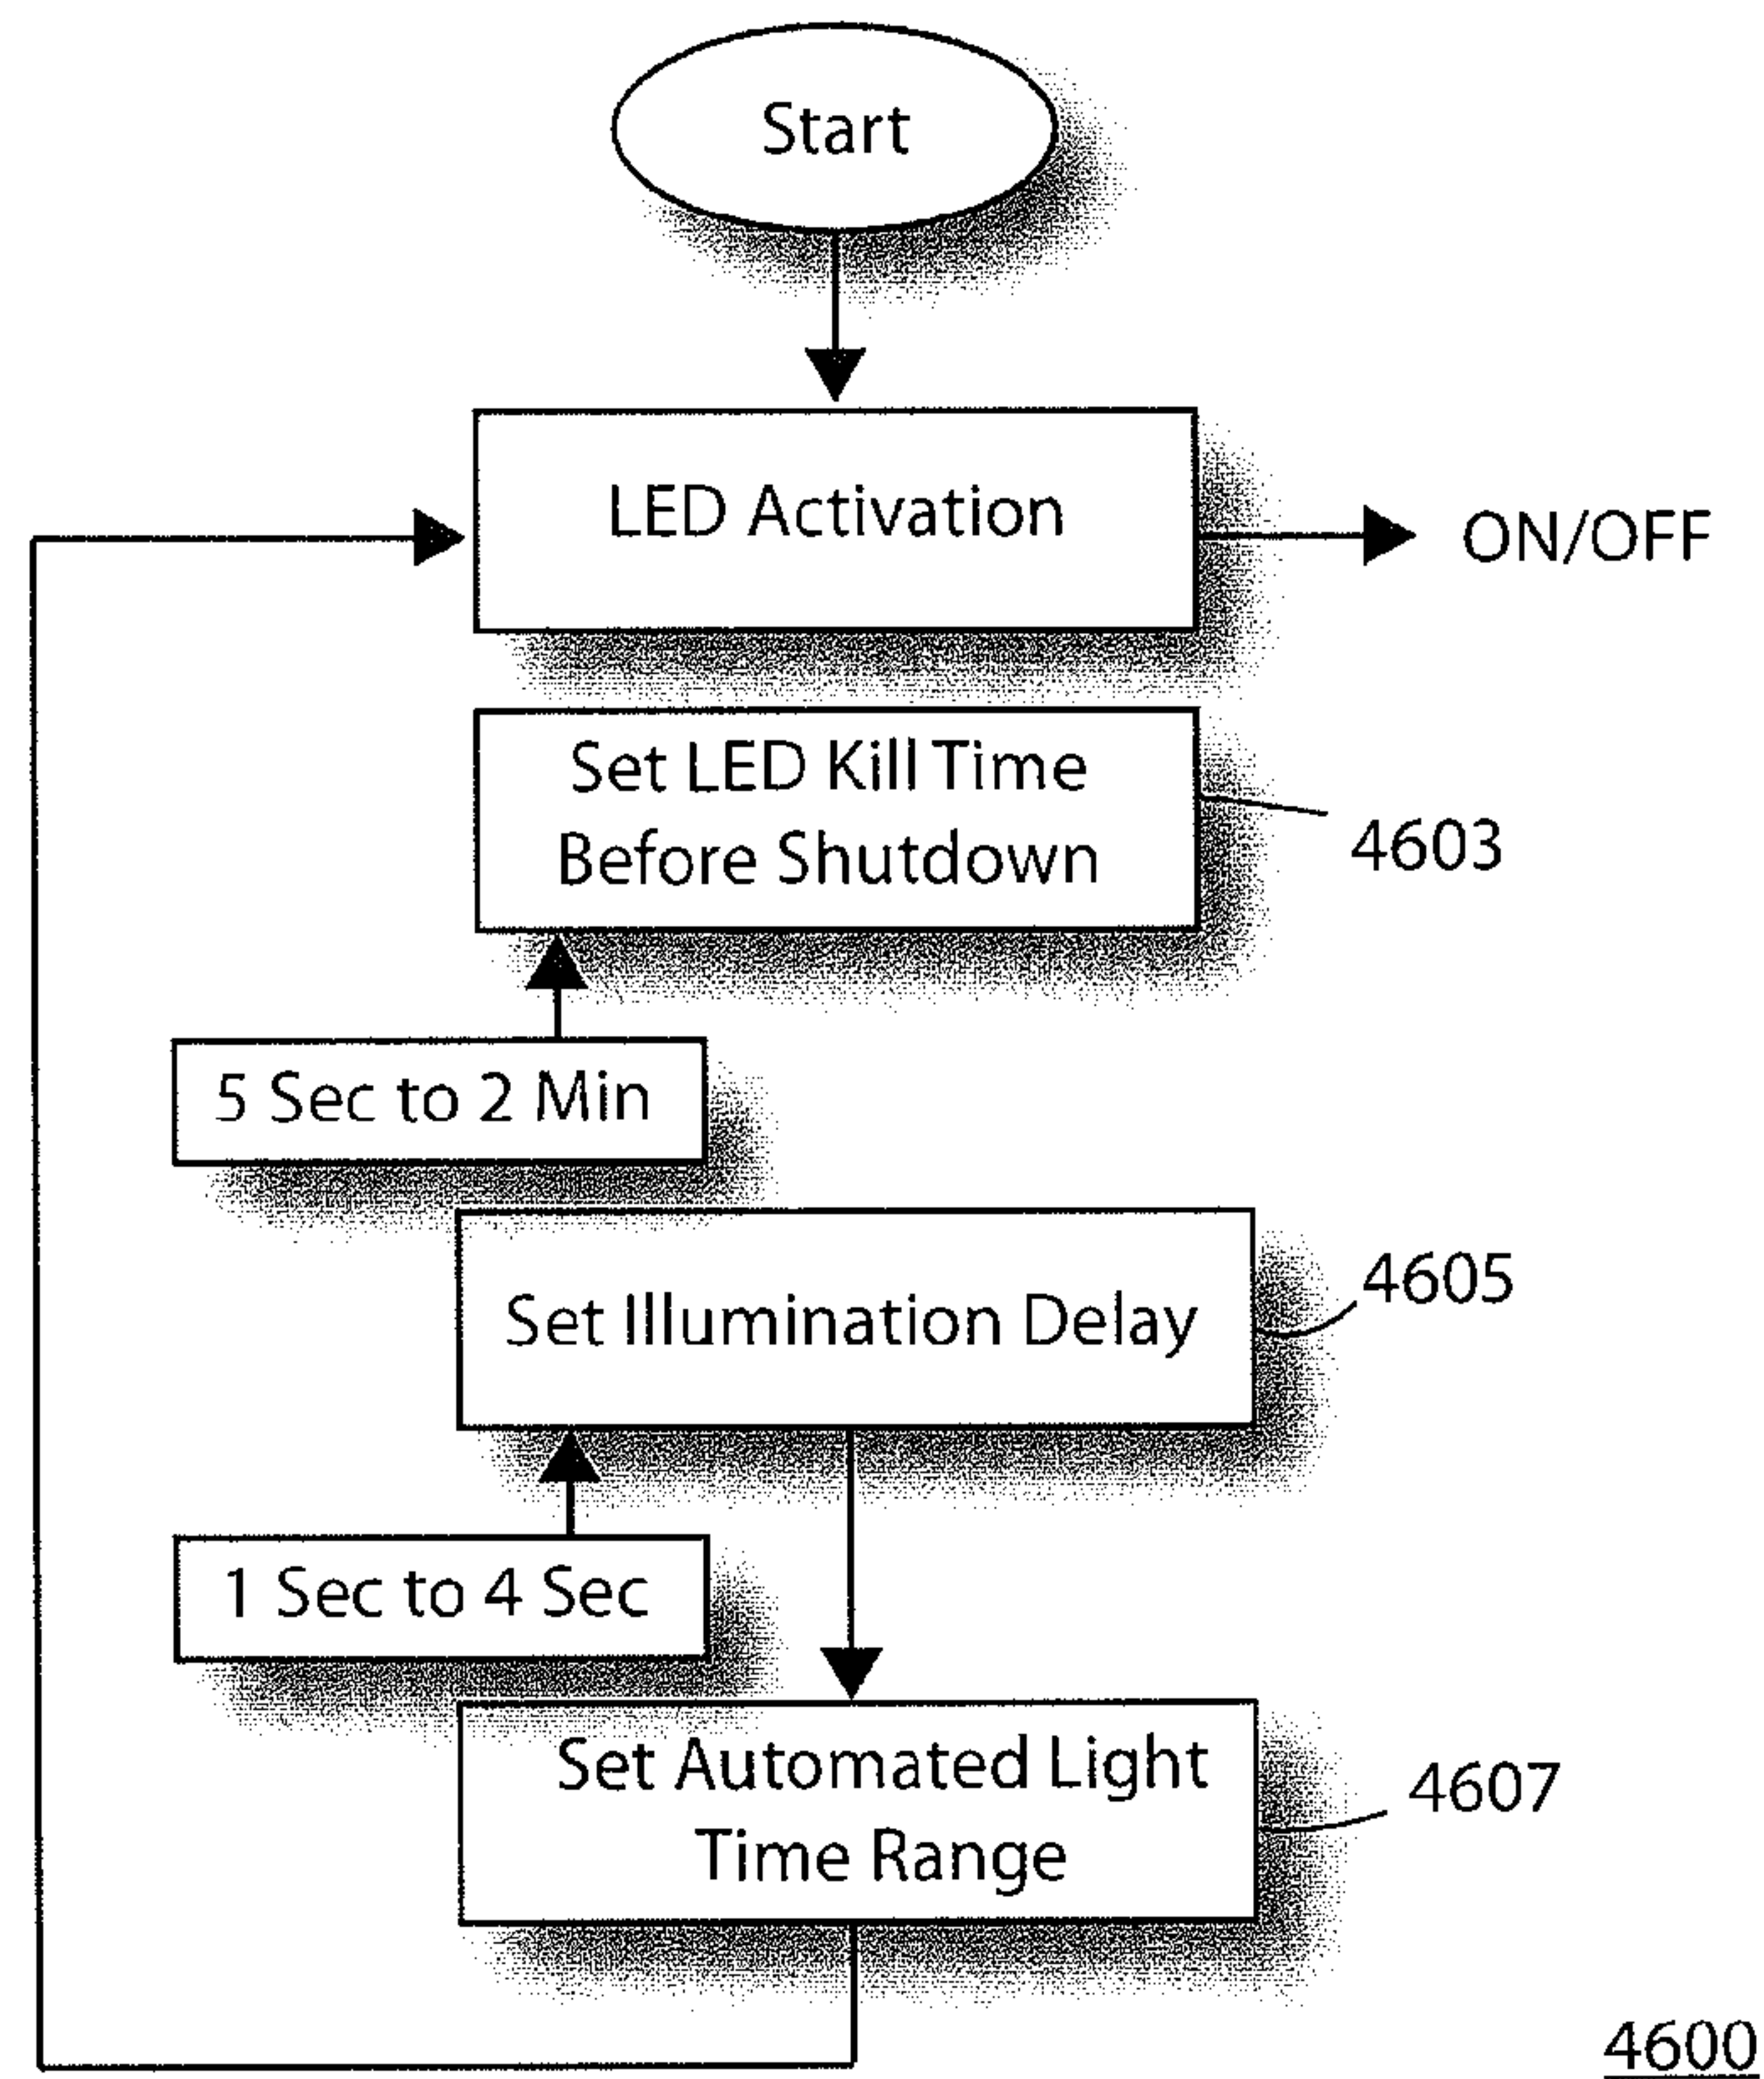 Start
LED Activation
ON/OFF
Set LED Kill Time
Before Shutdown
4603
5 Sec to 2 Min
4605
Set Illumination Delay
1 Sec to 4 Sec
Set Automated Light
Time Range
4607
4600